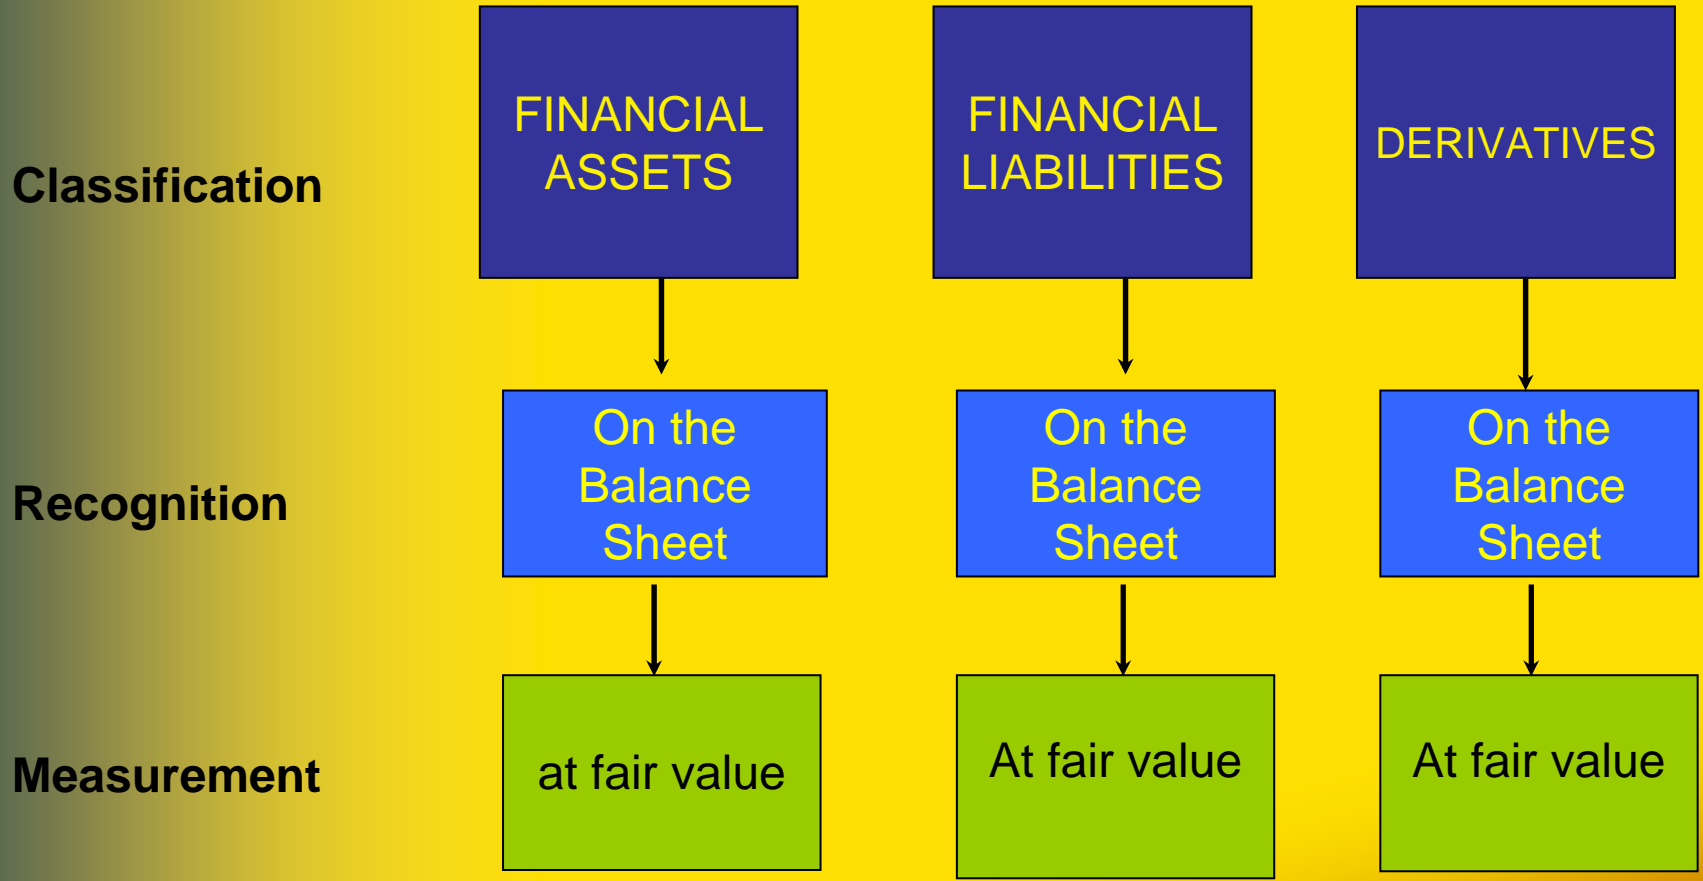 Classification
FINANCIAL
ASSETS
FINANCIAL
LIABILITIES
DERIVATIVES
Recognition
On the
Balance
Sheet
On the
Balance
Sheet
On the
Balance
Sheet
Measurement
at fair value
At fair value
At fair value